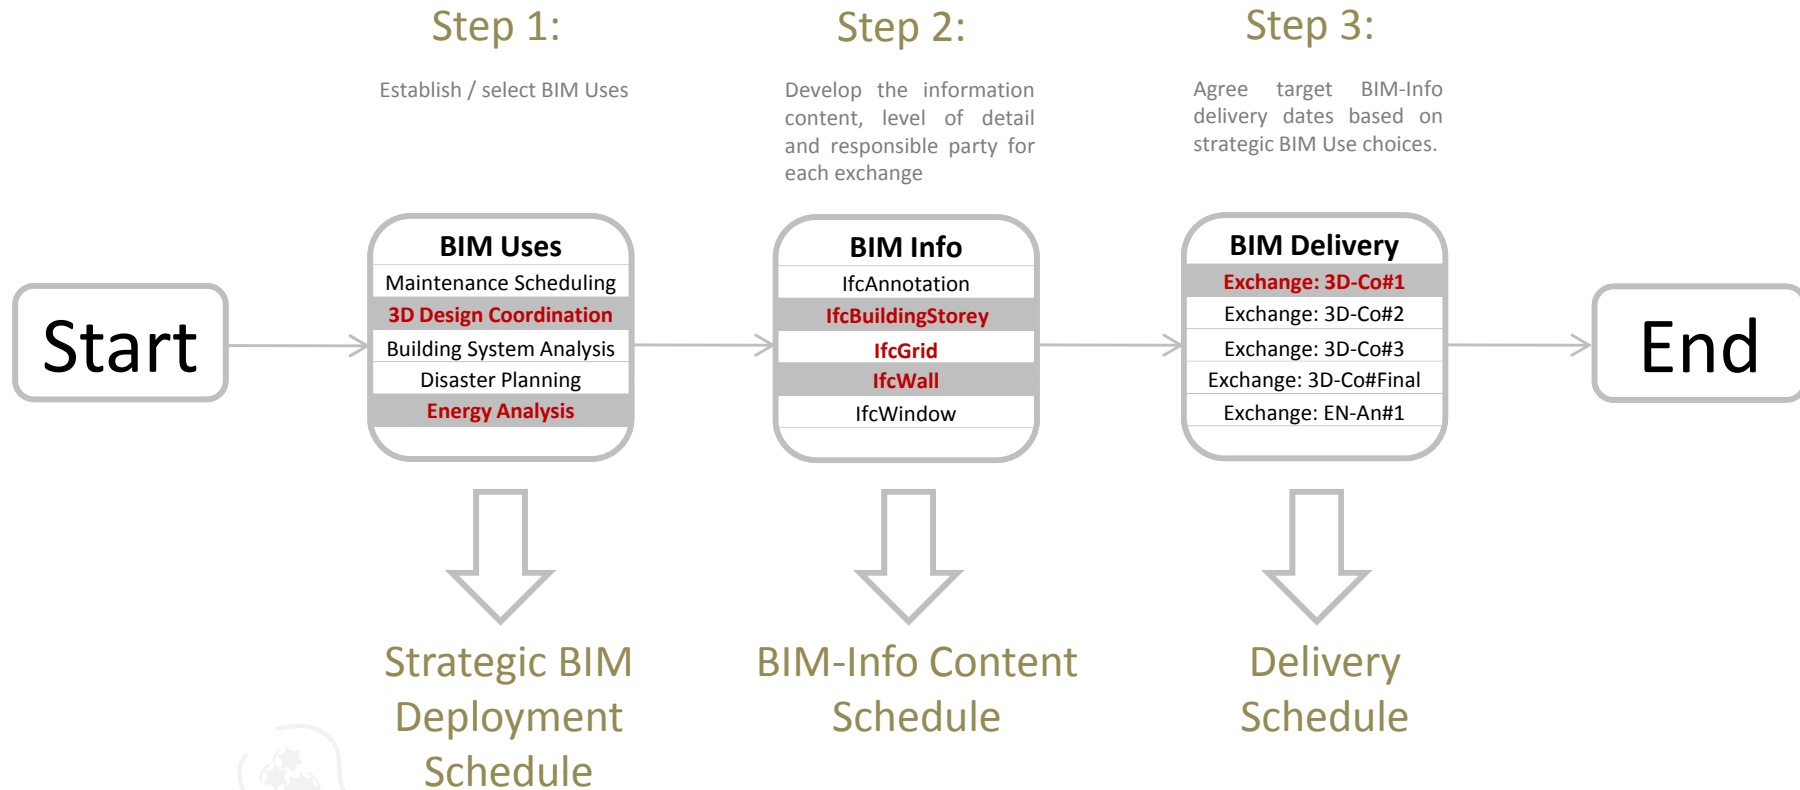 Step 1:
Establish / select BIM Uses
Step 2:
Develop the information
content, level of detail
and responsible party for
each exchange
Step 3:
Agree target BIM-Info
delivery dates based on
strategic BIM Use choices.
Start
BIM Uses
Maintenance Scheduling
3D Design Coordination
Building System Analysis
Disaster Planning
Energy Analysis
BIM Info
IfcAnnotation
IfcBuildingStorey
IfcGrid
IfcWall
IfcWindow
BIM Delivery
Exchange: 3D-Co#1
Exchange: 3D-Co#2
Exchange: 3D-Co#3
Exchange: 3D-Co#Final
Exchange: EN-An#1
End
Strategic BIM
Deployment
Schedule
BIM-Info Content
Schedule
Delivery
Schedule